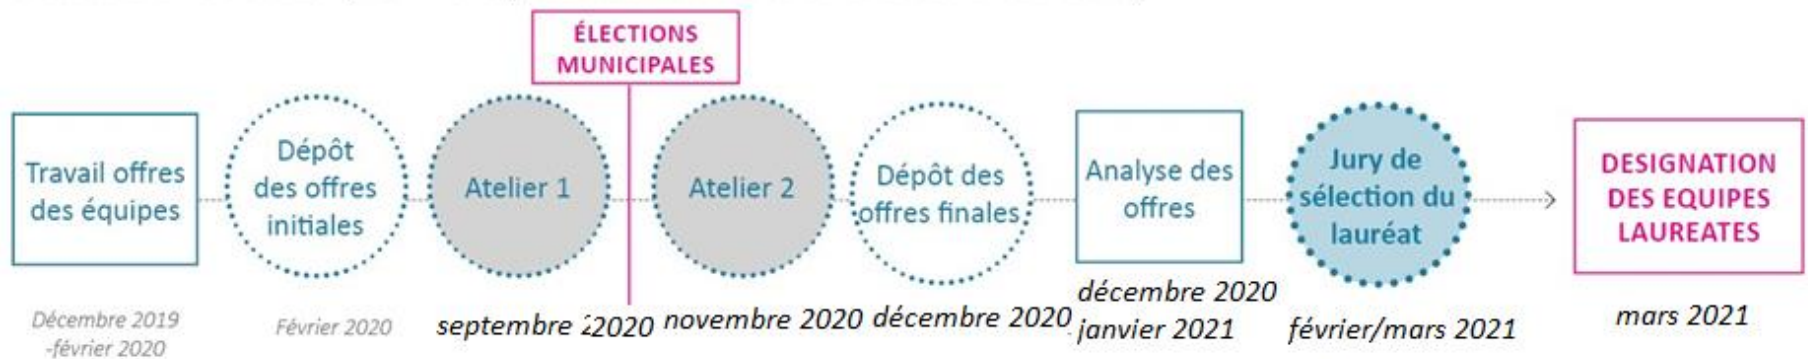 ÉLECTIONS
MUNICIPALES
Travail offres
des équipes
Dépôt
des offres
initiales
Atelier 1
Atelier 2
Dépôt des
offres finales
Analyse des
offres
Jury de
sélection du
lauréat
DESIGNATION
DES EQUIPES
LAUREATES
Décembre 2019
-février 2020
Février 2020
septembre 2020
novembre 2020
décembre 2020
décembre 2020
janvier 2021
février/mars 2021
mars 2021